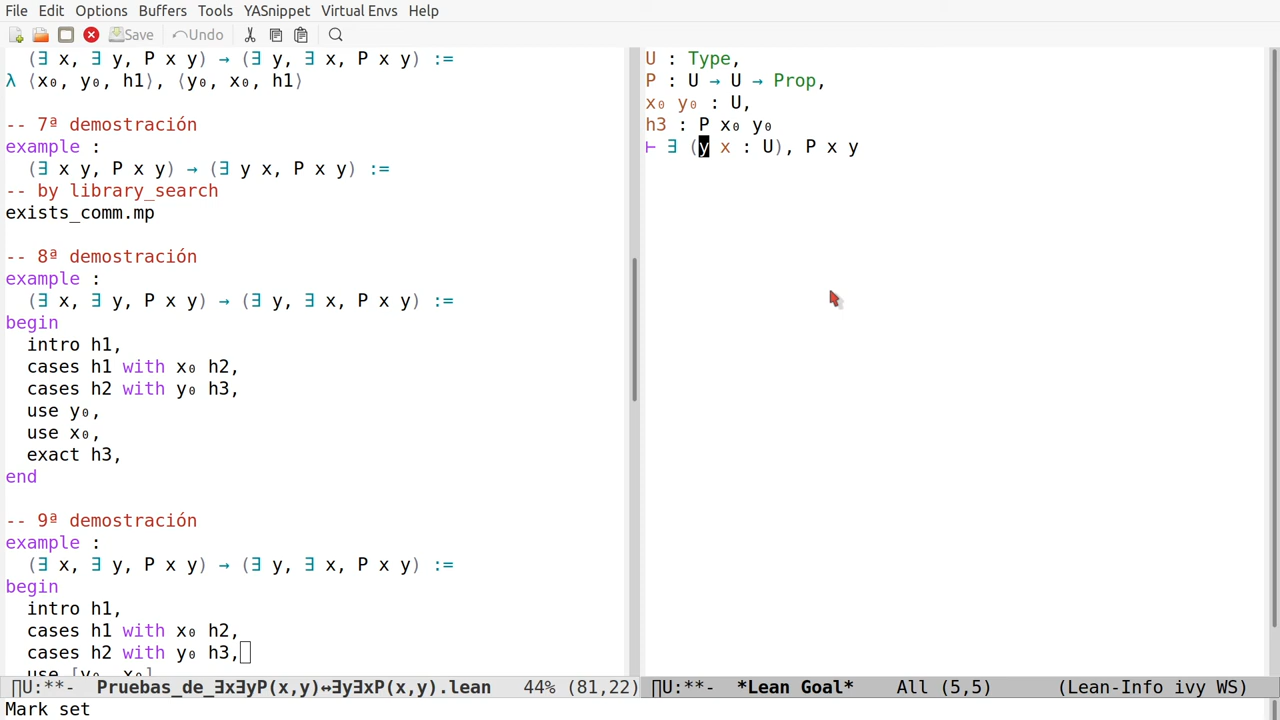 File Edit Options Buffers Tools YASnippet Virtual Envs Help
Save Undo
(∃ x, ∃ y, P x y) → (∃ y, ∃ x, P x y) :=
λ ⟨x₀, y₀, h1⟩, ⟨y₀, x₀, h1⟩
-- 7ª demostración
example :
(∃ x y, P x y) → (∃ y x, P x y) :=
-- by library_search
exists_comm.mp
-- 8ª demostración
example :
(∃ x, ∃ y, P x y) → (∃ y, ∃ x, P x y) :=
begin
intro h1,
cases h1 with x₀ h2,
cases h2 with y₀ h3,
use y₀,
use x₀,
exact h3,
end
-- 9ª demostración
example :
(∃ x, ∃ y, P x y) → (∃ y, ∃ x, P x y) :=
begin
intro h1,
cases h1 with x₀ h2,
cases h2 with y₀ h3,
use [y₀, x₀]
∏U:**- Pruebas_de_∃x∃yP(x,y)↔∃y∃xP(x,y).lean 44% (81,22)
U : Type,
P : U → U → Prop,
x₀ y₀ : U,
h3 : P x₀ y₀
⊢ ∃ (y x : U), P x y
∏U:**- *Lean Goal* All (5,5) (Lean-Info ivy WS)
Mark set